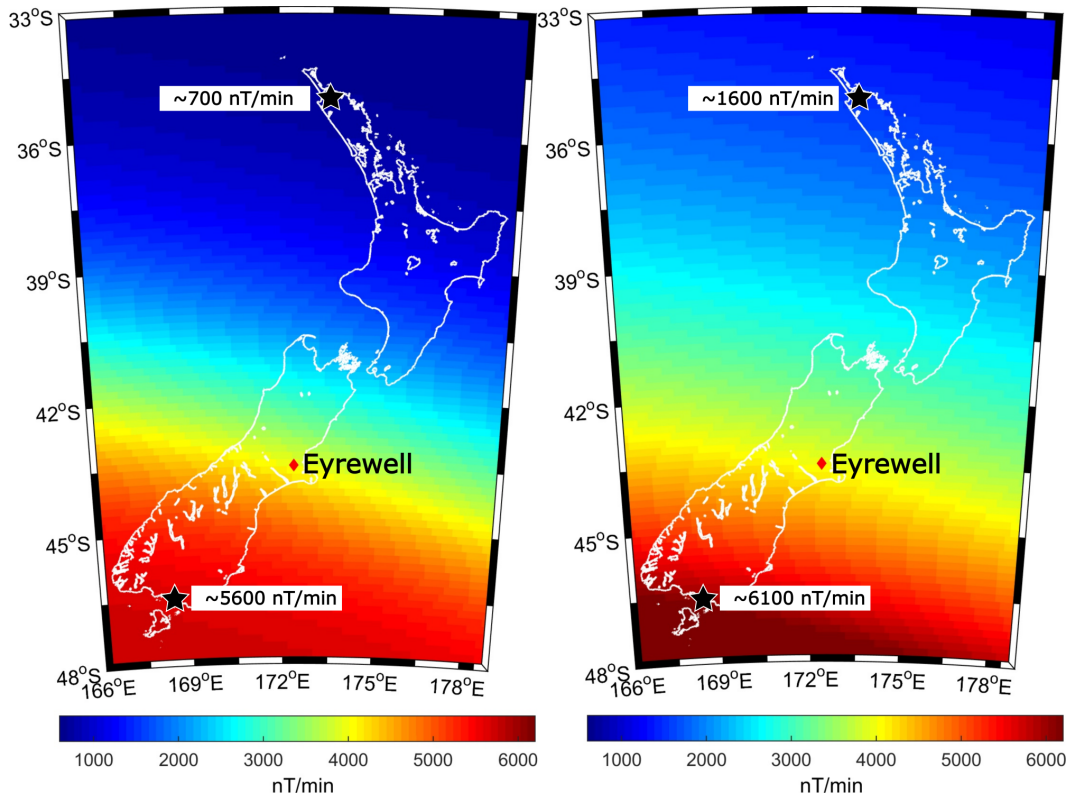 33°S
36°S
39°S
42°S
45°S
48°S
166°E
169°E
172°E
175°E
178°E
~700 nT/min
Eyrewell
~5600 nT/min
1000
2000
3000
4000
5000
6000
nT/min
33°S
36°S
39°S
42°S
45°S
48°S
166°E
169°E
172°E
175°E
178°E
~1600 nT/min
Eyrewell
~6100 nT/min
1000
2000
3000
4000
5000
6000
nT/min